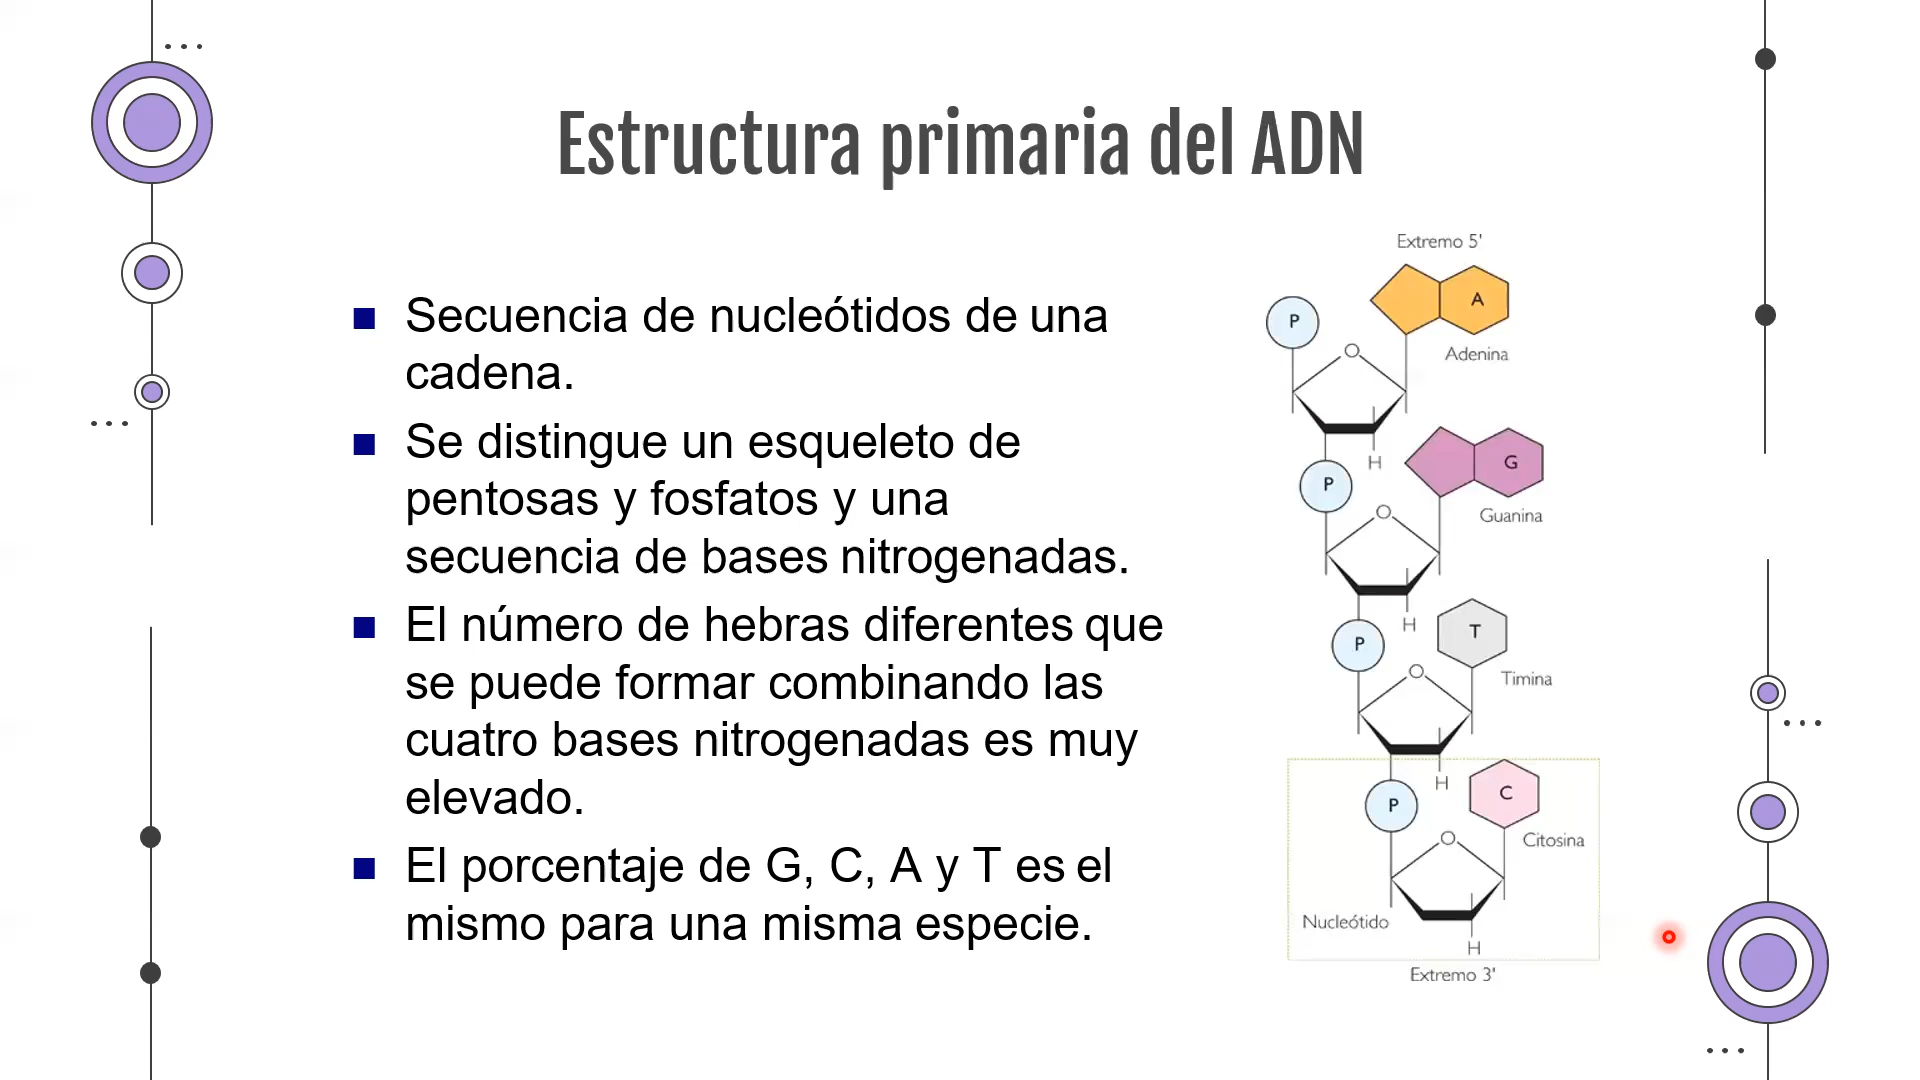 Estructura primaria del ADN
Secuencia de nucleótidos de una
cadena.
Se distingue un esqueleto de
pentosas y fosfatos y una
secuencia de bases nitrogenadas.
El número de hebras diferentes que
se puede formar combinando las
cuatro bases nitrogenadas es muy
elevado.
El porcentaje de G, C, A y T es el
mismo para una misma especie.
Extremo 5'
A
P
O
Adenina
H
G
P
O
Guanina
H
T
P
O
Timina
H
C
P
O
Citosina
Nucleótido
H
Extremo 3'